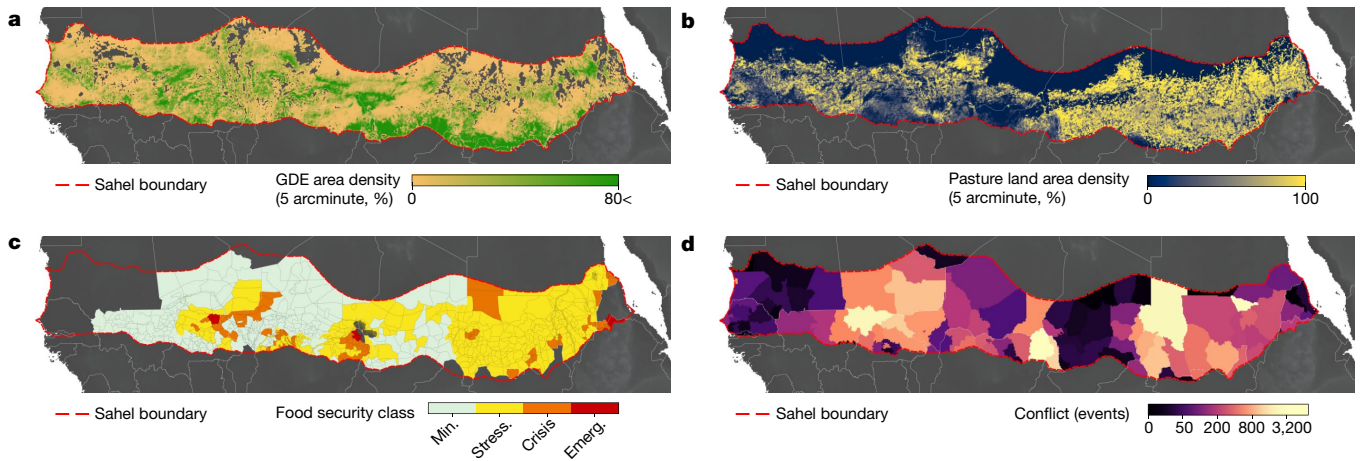 a
b
Sahel boundary
GDE area density
(5 arcminute, %)
0
80<
Sahel boundary
Pasture land area density
(5 arcminute, %)
0
100
c
d
Sahel boundary
Food security class
Min.
Stress.
Crisis
Emerg.
Sahel boundary
Conflict (events)
0
50
200
800
3,200